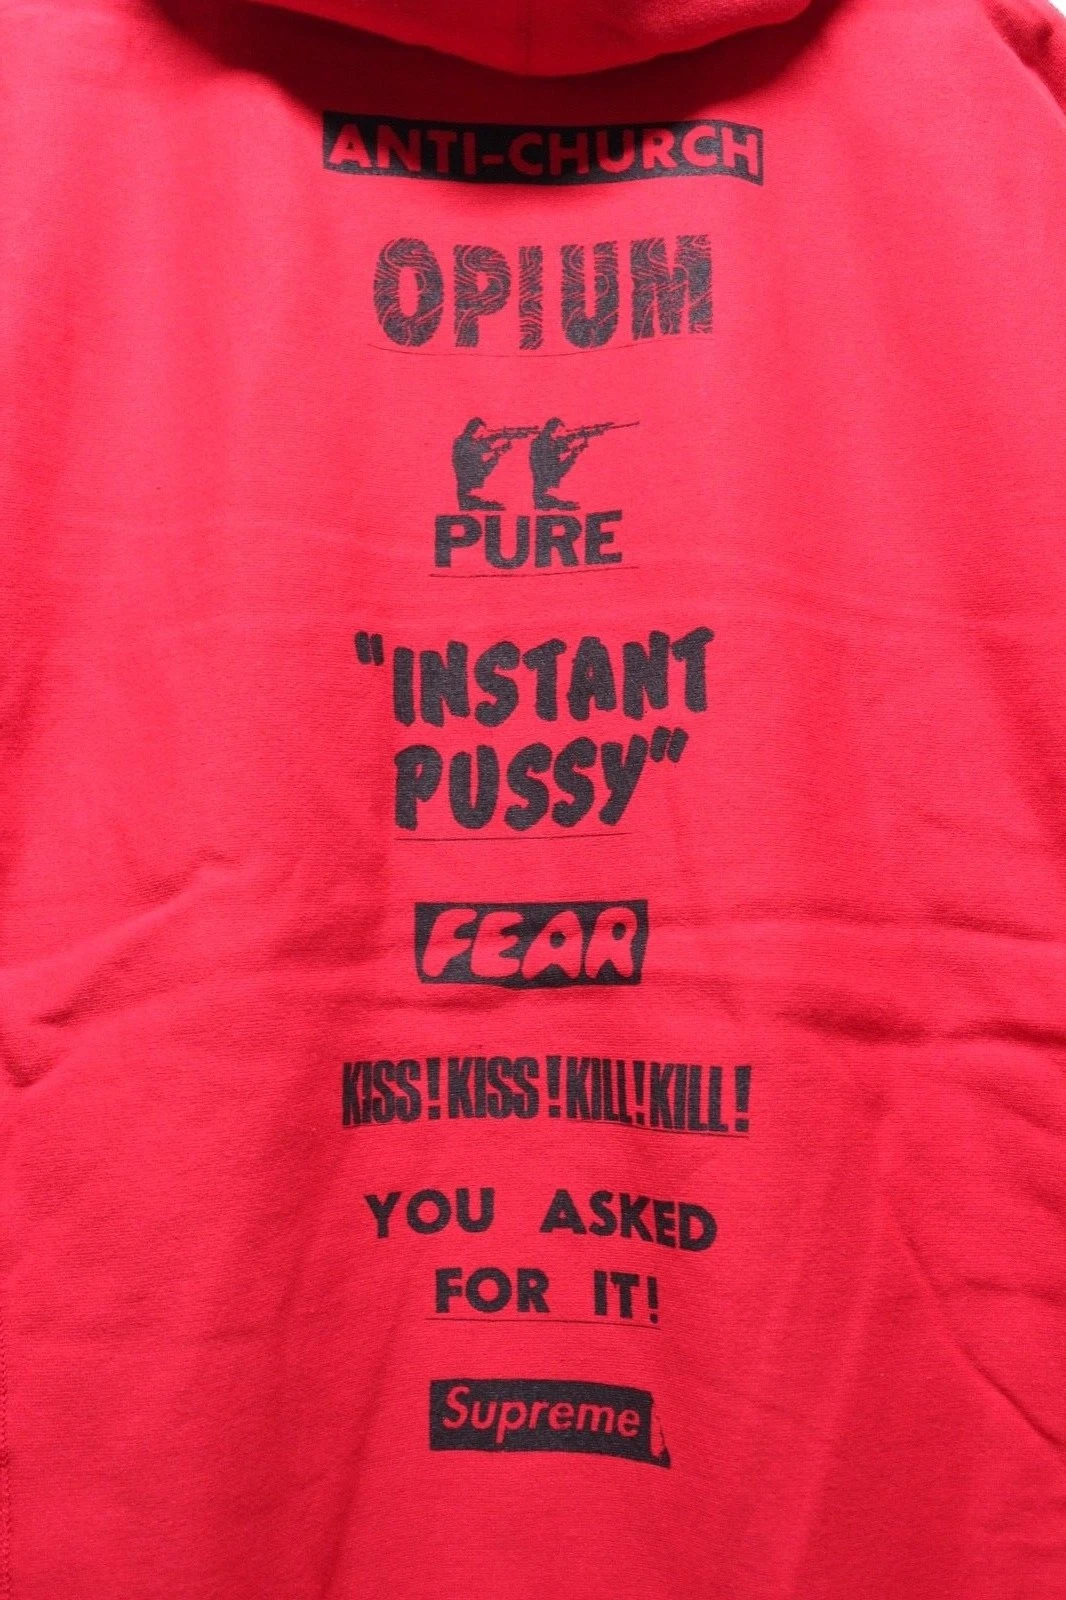 ANTI-CHURCH
OPIUM
PURE
"INSTANT
PUSSY"
FEAR
KISS!KISS!KILL!KILL!
YOU ASKED
FOR IT!
Supreme